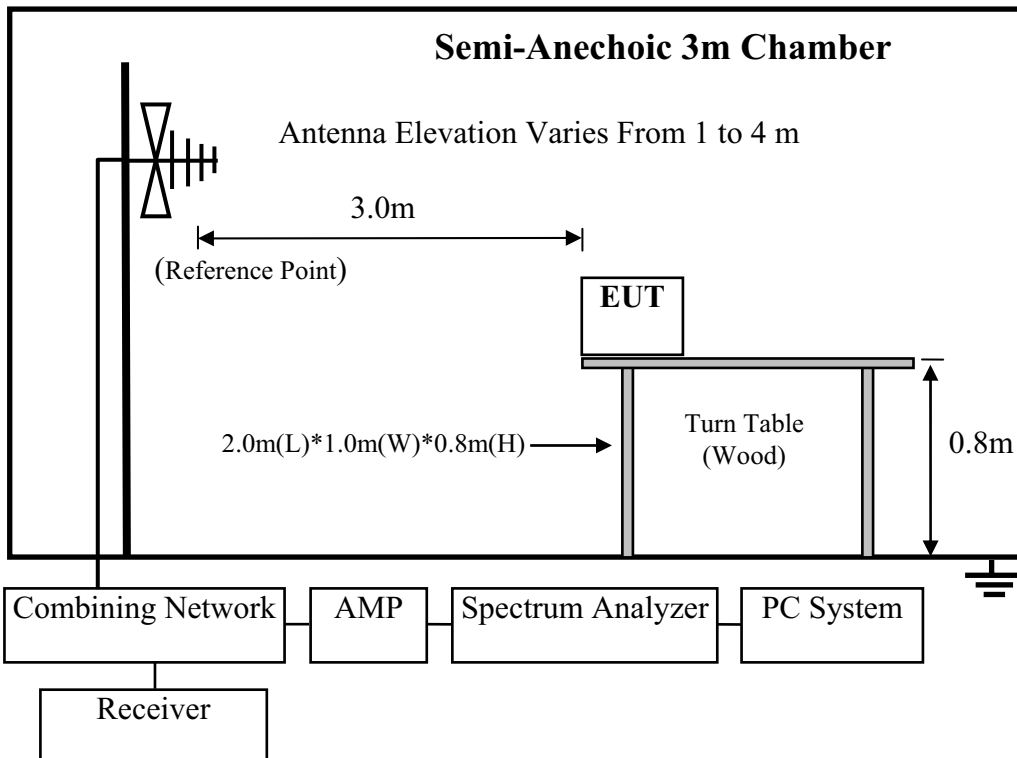 Semi-Anechoic 3m Chamber
Antenna Elevation Varies From 1 to 4 m
3.0m
(Reference Point)
EUT
2.0m(L)*1.0m(W)*0.8m(H)
Turn Table
(Wood)
0.8m
Combining Network
AMP
Spectrum Analyzer
PC System
Receiver